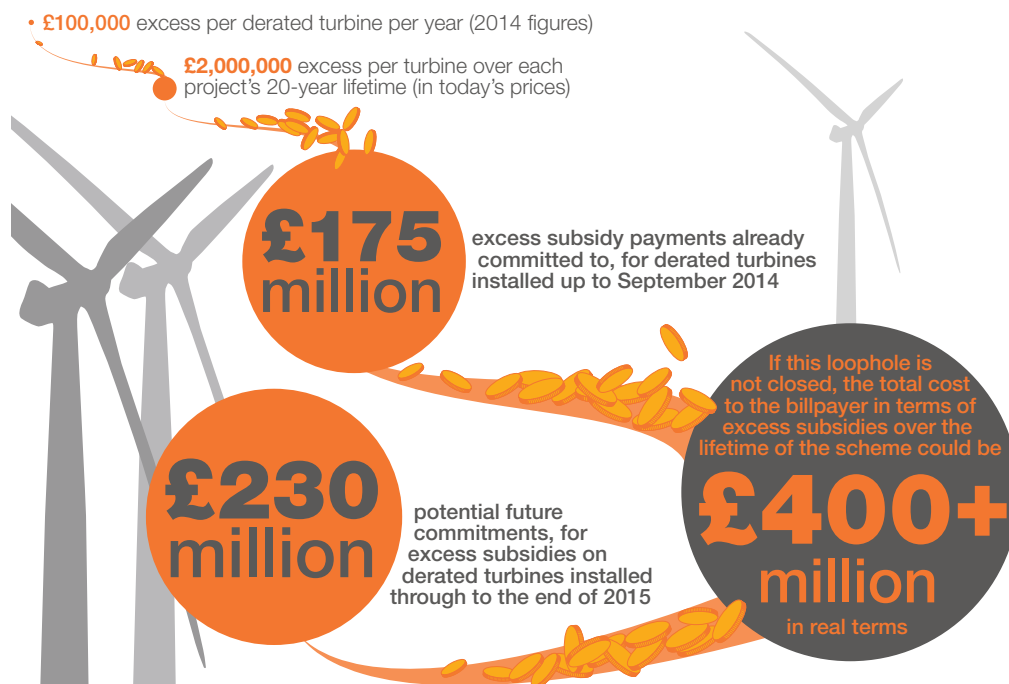 • £100,000 excess per derated turbine per year (2014 figures)
£2,000,000 excess per turbine over each
project's 20-year lifetime (in today's prices)
£175
million
excess subsidy payments already
committed to, for derated turbines
installed up to September 2014
If this loophole is
not closed, the total cost
to the billpayer in terms of
excess subsidies over the
lifetime of the scheme could be
£400+
million
in real terms
£230
million
potential future
commitments, for
excess subsidies on
derated turbines installed
through to the end of 2015